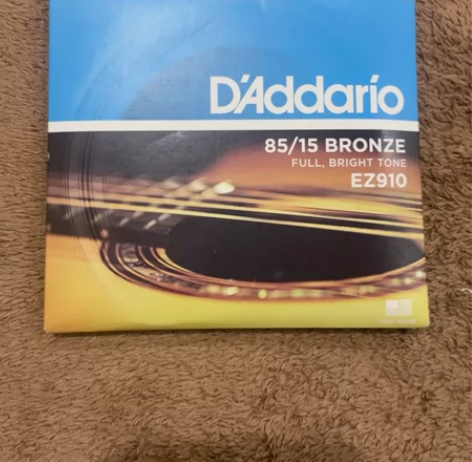 D'Addario
85/15 BRONZE
FULL, BRIGHT TONE
EZ910